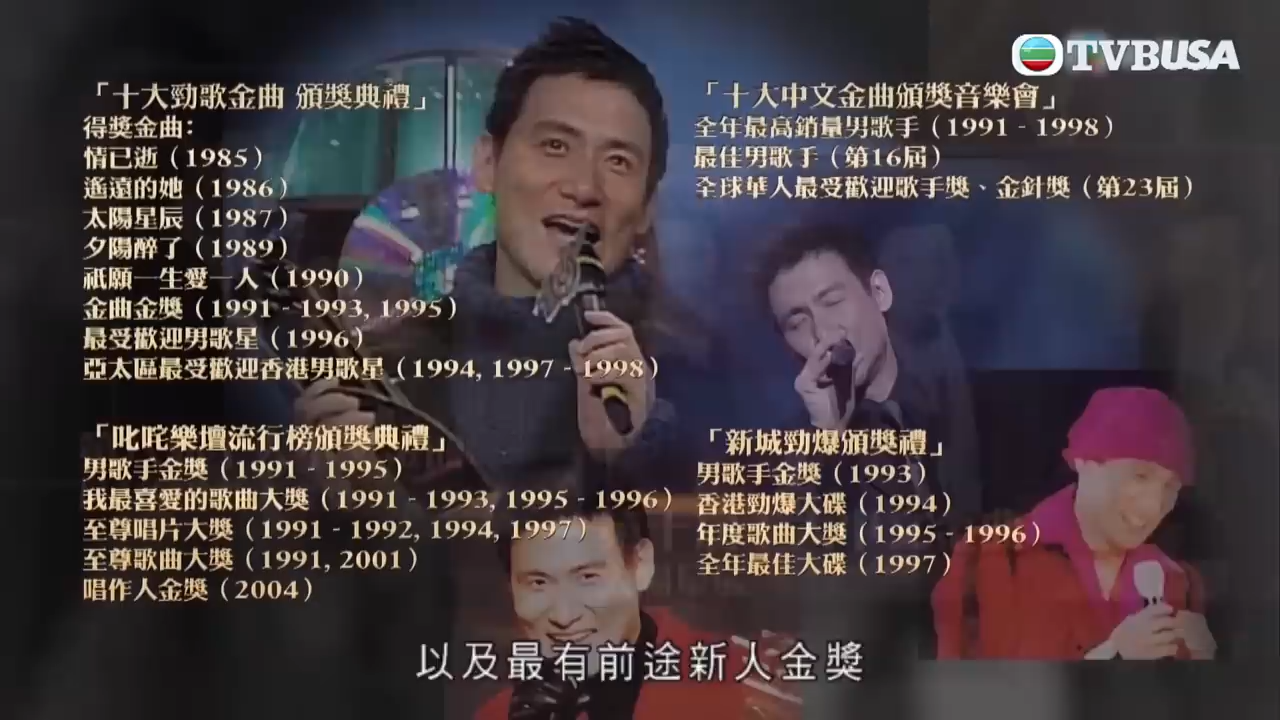 TVBUSA
「十大勁歌金曲 頒獎典禮」
得獎金曲：
情已逝（1985）
遙遠的她（1986）
太陽星辰（1987）
夕陽醉了（1989）
祇願一生愛一人（1990）
金曲金獎（1991 - 1993, 1995）
最受歡迎男歌星（1996）
亞太區最受歡迎香港男歌星（1994, 1997 - 1998）
「十大中文金曲頒獎音樂會」
全年最高銷量男歌手（1991 - 1998）
最佳男歌手（第16屆）
全球華人最受歡迎歌手獎、金針獎（第23屆）
「叱咤樂壇流行榜頒獎典禮」
男歌手金獎（1991 - 1995）
我最喜愛的歌曲大獎（1991 - 1993, 1995 - 1996）
至尊唱片大獎（1991 - 1992, 1994, 1997）
至尊歌曲大獎（1991, 2001）
唱作人金獎（2004）
「新城勁爆頒獎禮」
男歌手金獎（1993）
香港勁爆大碟（1994）
年度歌曲大獎（1995 - 1996）
全年最佳大碟（1997）
以及最有前途新人金獎